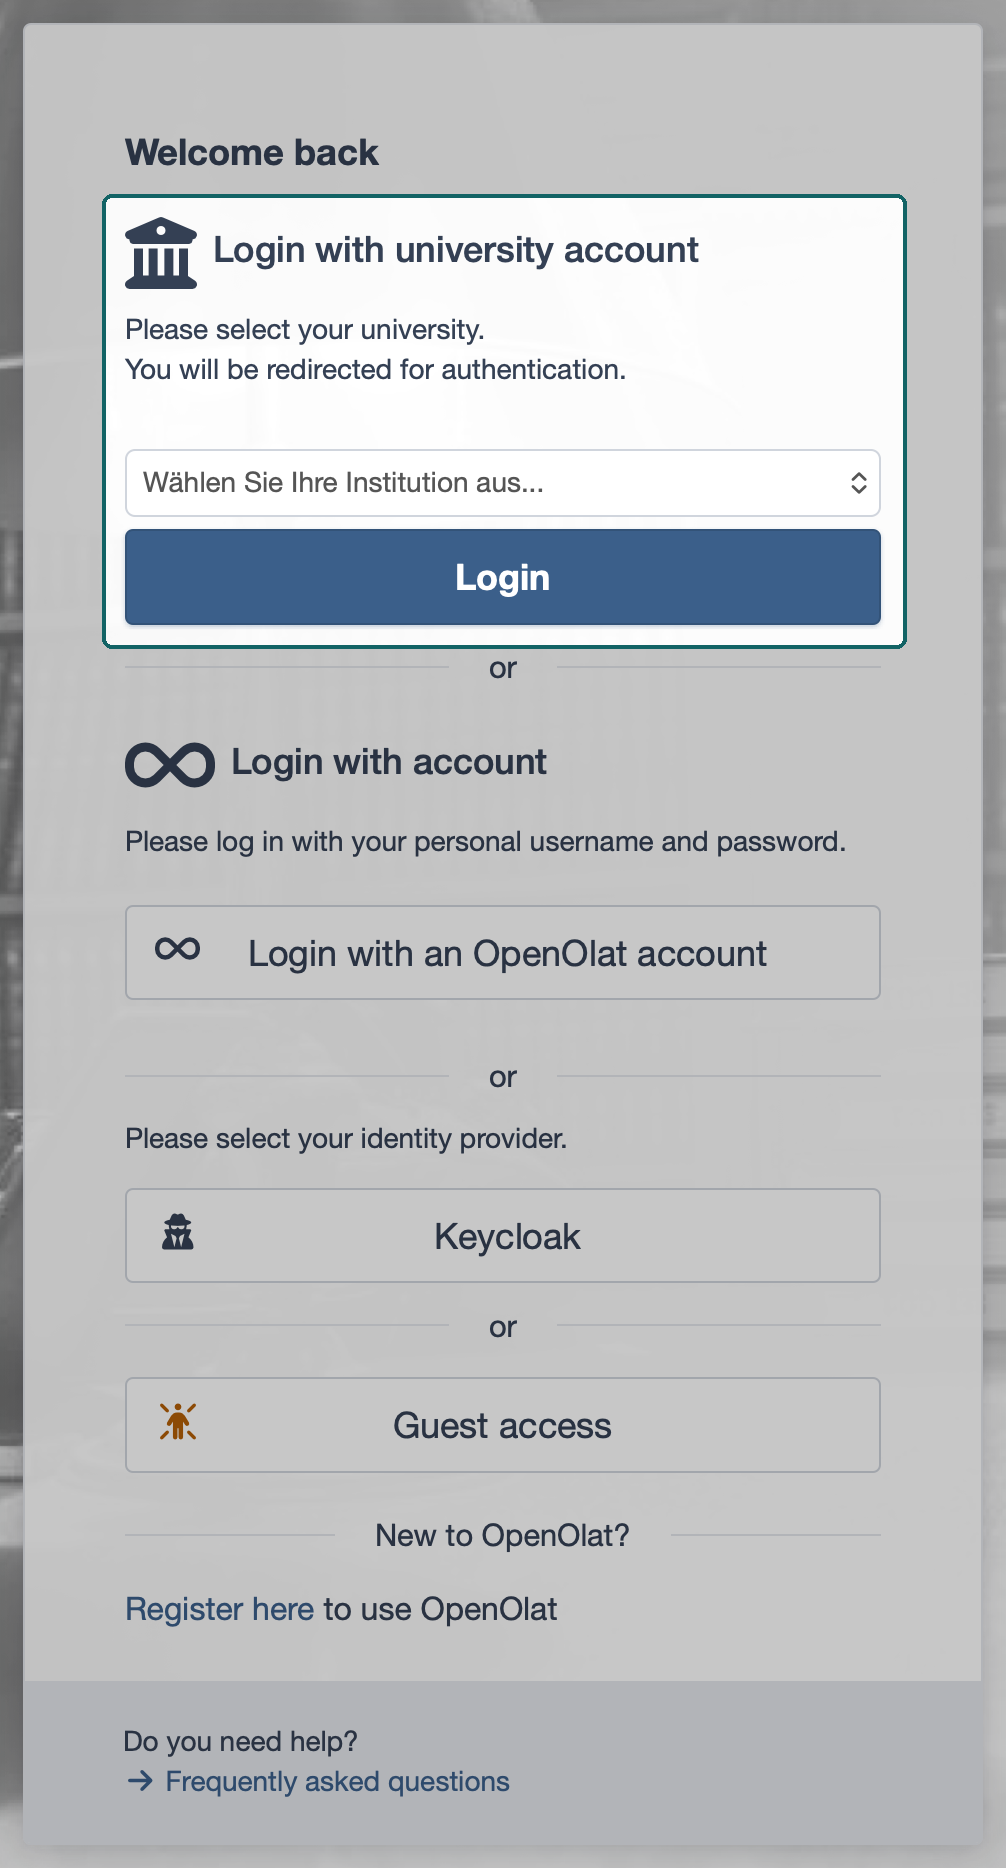 Welcome back
Login with university account
Please select your university.
You will be redirected for authentication.
Wählen Sie Ihre Institution aus...
Login
or
Login with account
Please log in with your personal username and password.
Login with an OpenOlat account
or
Please select your identity provider.
Keycloak
or
Guest access
New to OpenOlat?
Register here to use OpenOlat
Do you need help?
Frequently asked questions